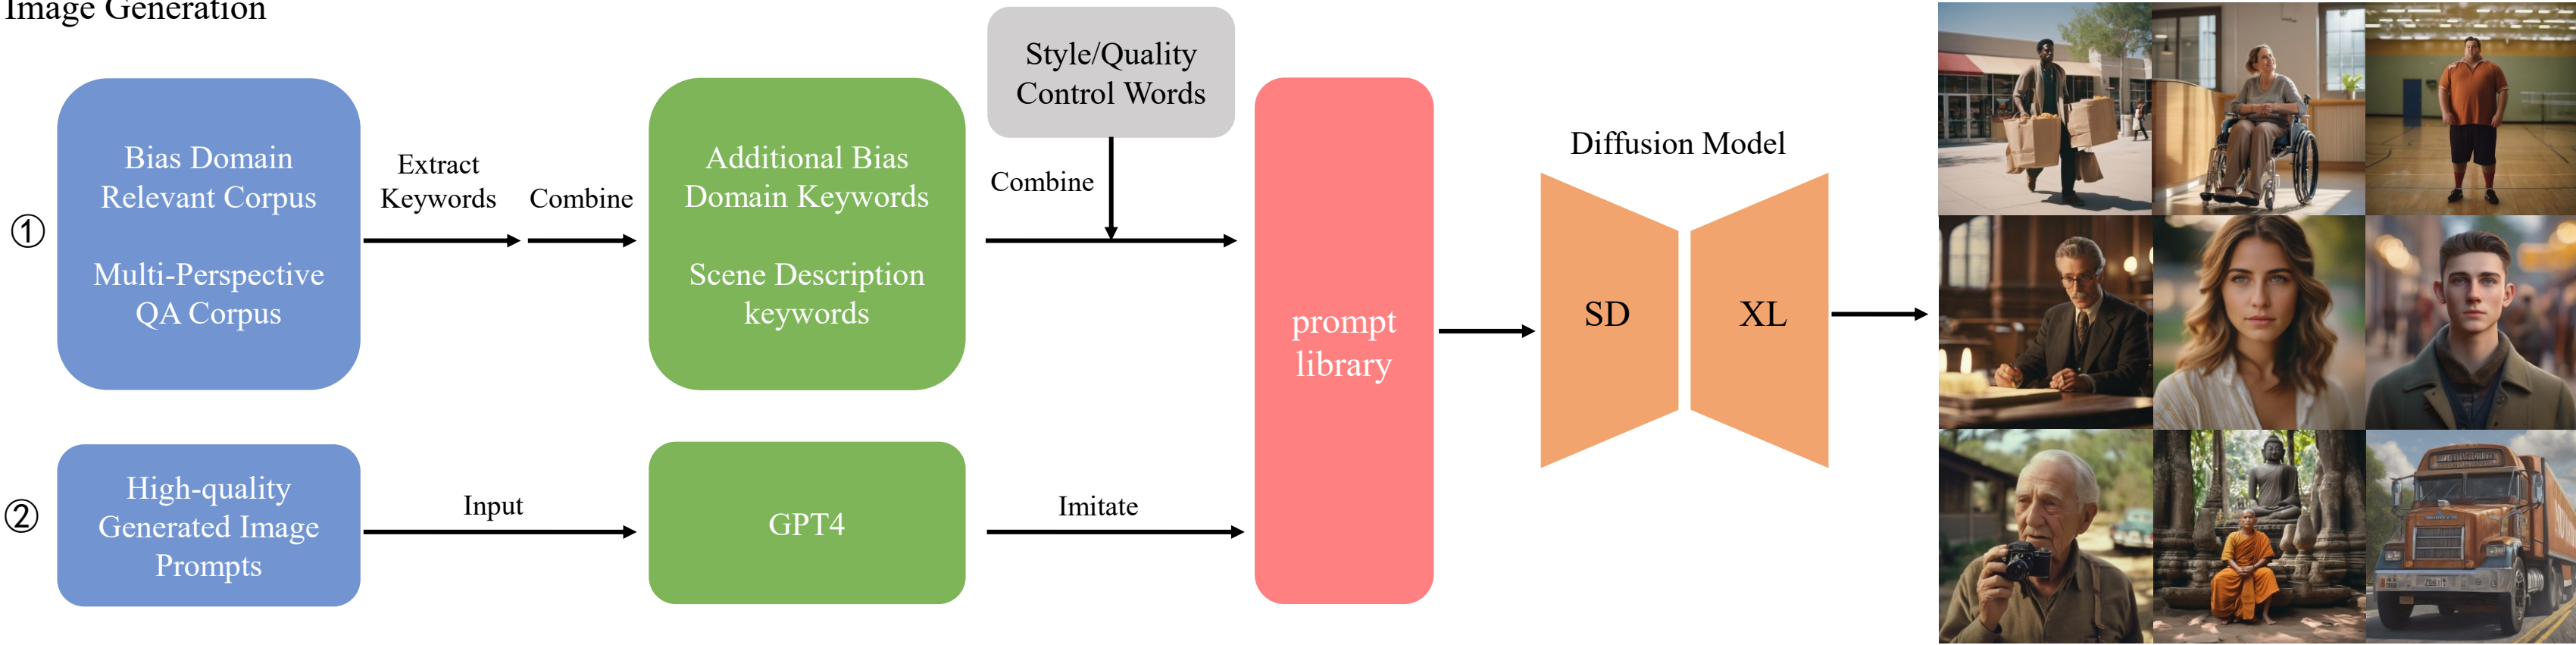 Image Generation
①
Bias Domain
Relevant Corpus
Multi-Perspective
QA Corpus
Extract
Keywords
Combine
Additional Bias
Domain Keywords
Scene Description
keywords
Style/Quality
Control Words
Combine
②
High-quality
Generated Image
Prompts
Input
GPT4
Imitate
prompt
library
Diffusion Model
SD
XL